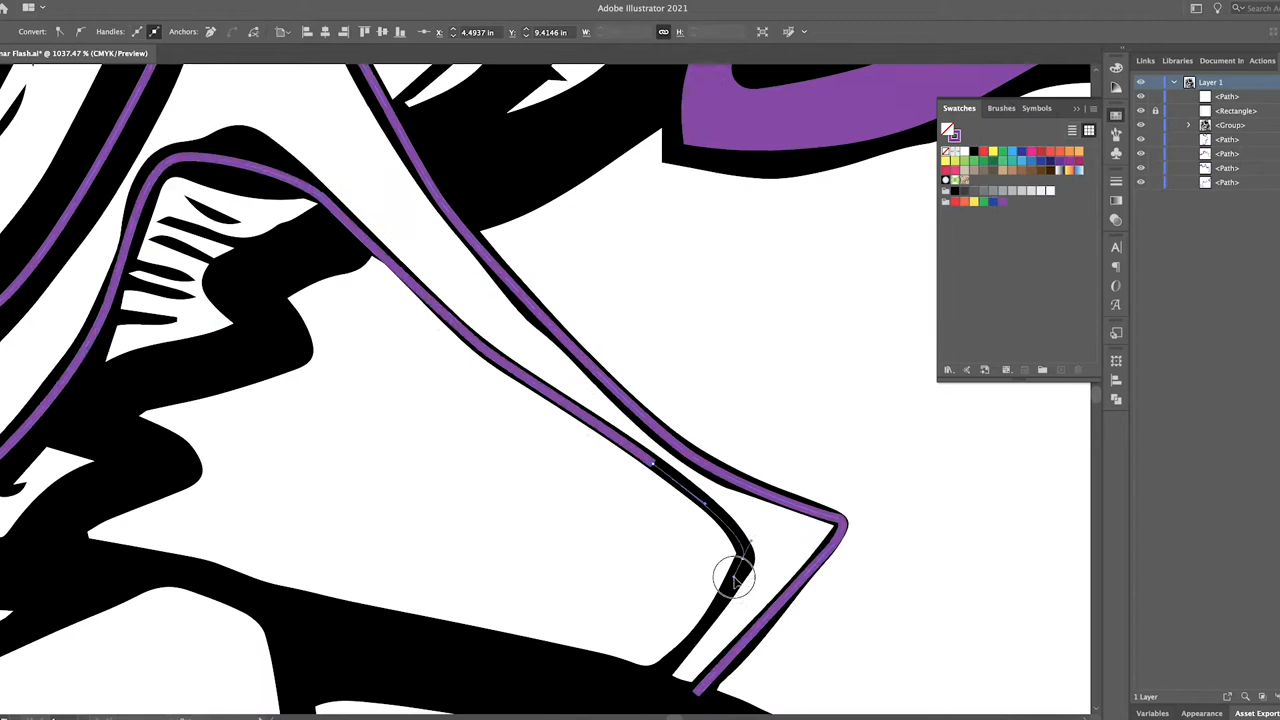 Adobe Illustrator 2021
Search A
Convert:
Handles:
Anchors:
X: 4.4937 in
Y: 9.4146 in
W:
H:
nar Flash.ai* @ 1037.47 % (CMYK/Preview)
Links Libraries Document In Actions
Layer 1
<Path>
<Rectangle>
<Group>
<Path>
<Path>
<Path>
<Path>
Swatches Brushes Symbols
1 Layer
Variables Appearance Asset Export